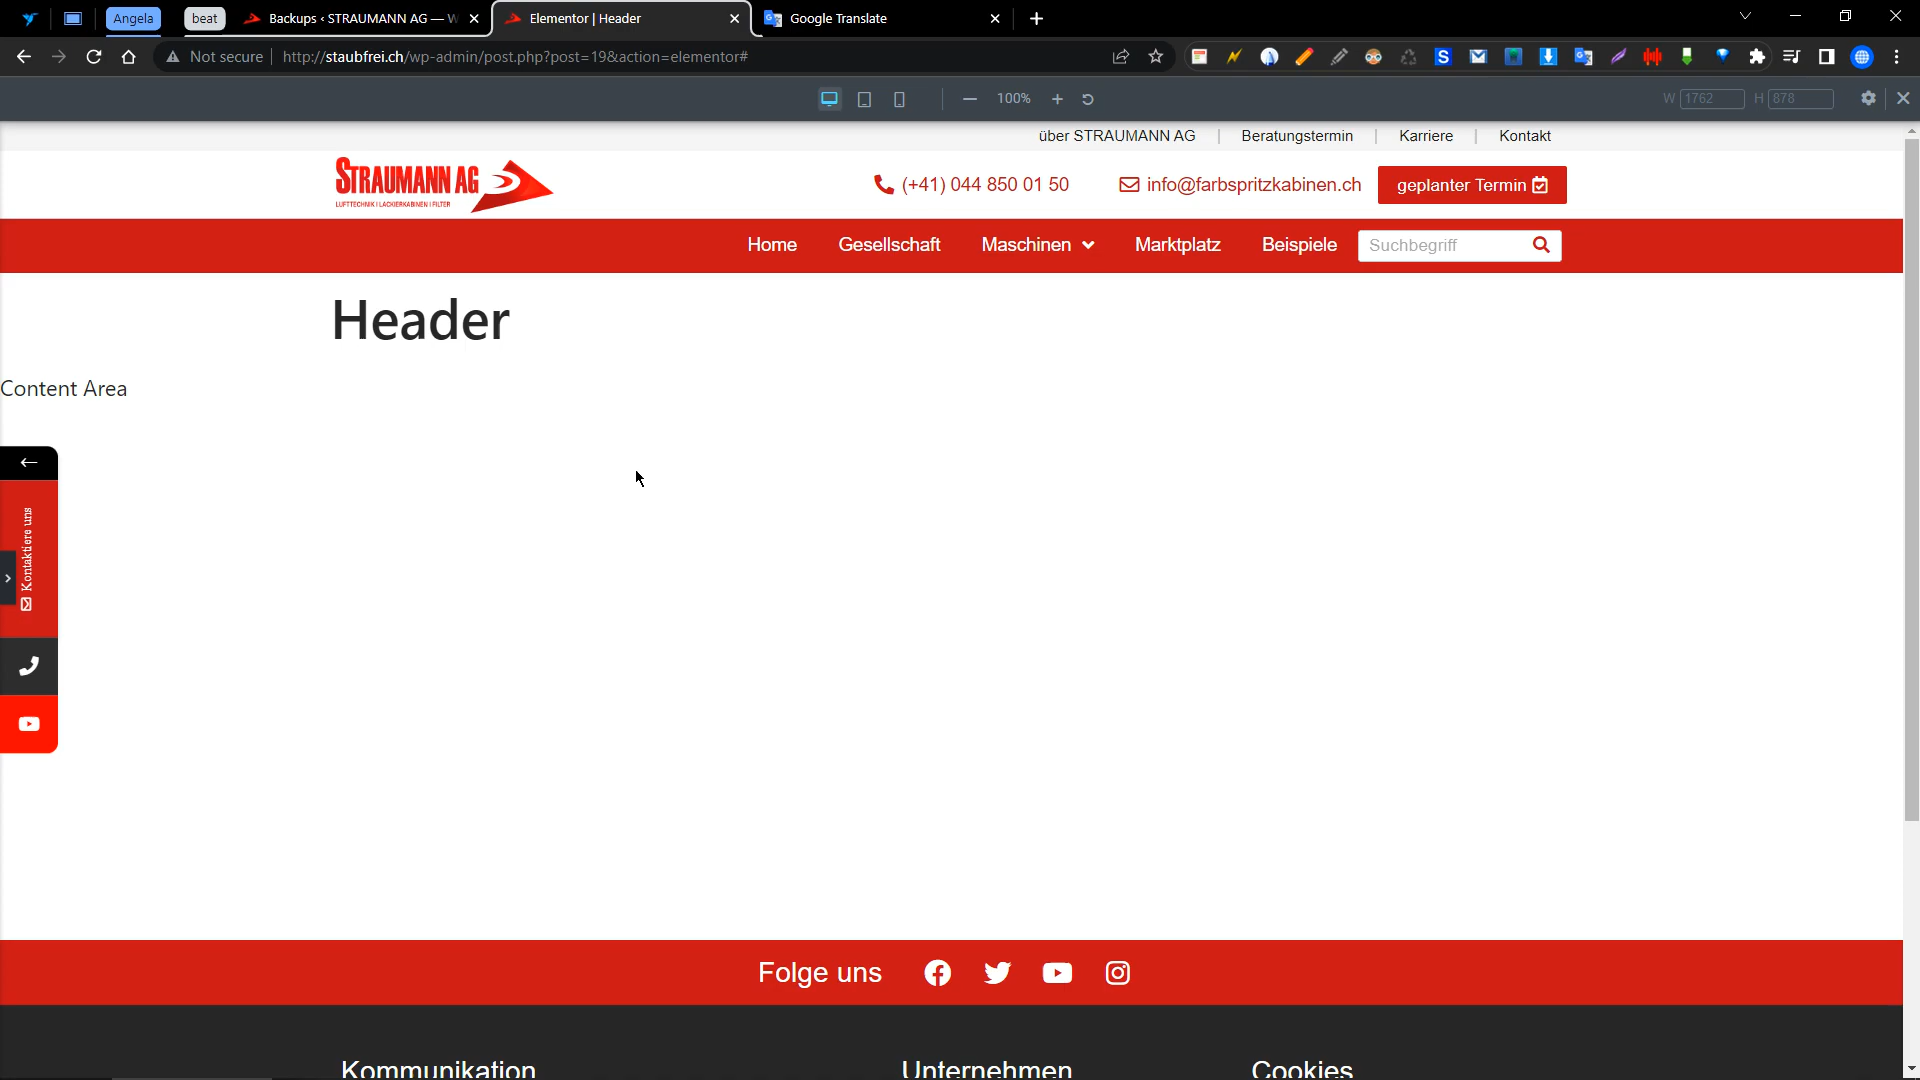 Angela
beat
Backups ‹ STRAUMANN AG — W
Elementor | Header
Google Translate
Not secure
http://staubfrei.ch/wp-admin/post.php?post=19&action=elementor#
100%
W 1762 H 878
über STRAUMANN AG | Beratungstermin | Karriere | Kontakt
STRAUMANN AG
LUFTTECHNIK I LACKIERKABINEN I FILTER
(+41) 044 850 01 50
info@farbspritzkabinen.ch
geplanter Termin
Home Gesellschaft Maschinen Marktplatz Beispiele Suchbegriff
Header
Content Area
Kontaktiere uns
Folge uns
Kommunikation Unternehmen Cookies